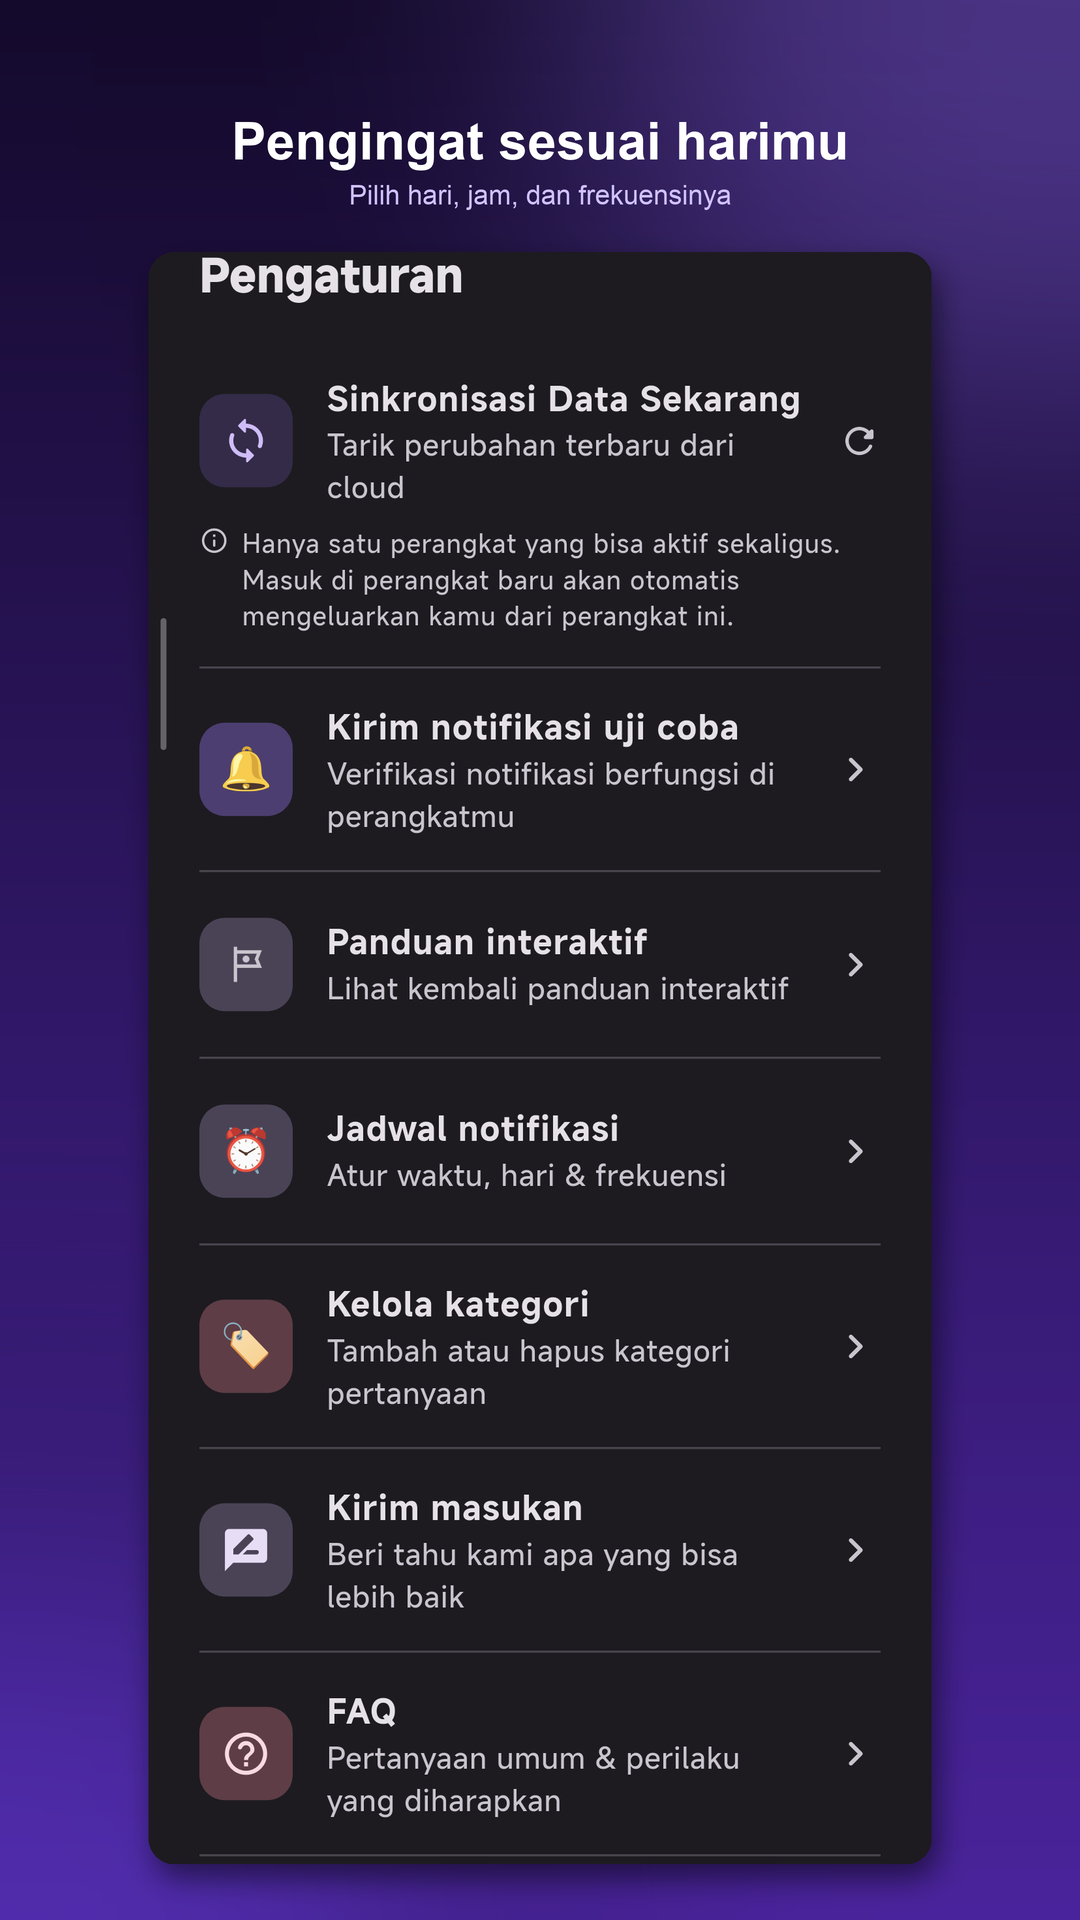 Pengingat sesuai harimu
Pilih hari, jam, dan frekuensinya
Pengaturan
Sinkronisasi Data Sekarang
Tarik perubahan terbaru dari
cloud
Hanya satu perangkat yang bisa aktif sekaligus.
Masuk di perangkat baru akan otomatis
mengeluarkan kamu dari perangkat ini.
Kirim notifikasi uji coba
Verifikasi notifikasi berfungsi di
perangkatmu
Panduan interaktif
Lihat kembali panduan interaktif
Jadwal notifikasi
Atur waktu, hari & frekuensi
Kelola kategori
Tambah atau hapus kategori
pertanyaan
Kirim masukan
Beri tahu kami apa yang bisa
lebih baik
FAQ
Pertanyaan umum & perilaku
yang diharapkan